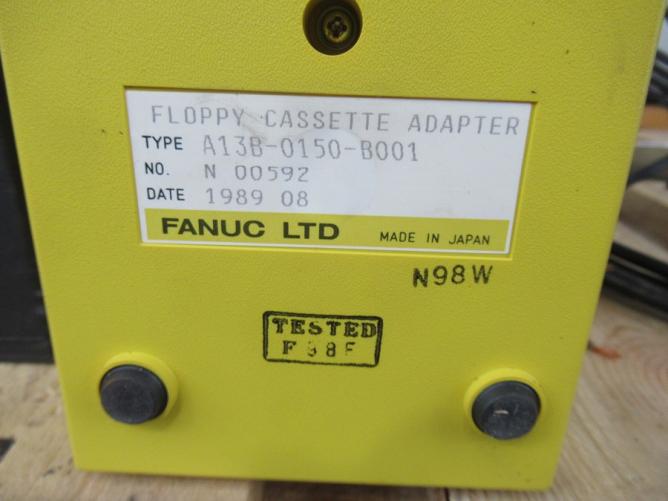 FLOPPY CASSETTE ADAPTER
TYPE A13B-0150-B001
NO. N 00592
DATE 1989 08
FANUC LTD MADE IN JAPAN
N98W
TESTED